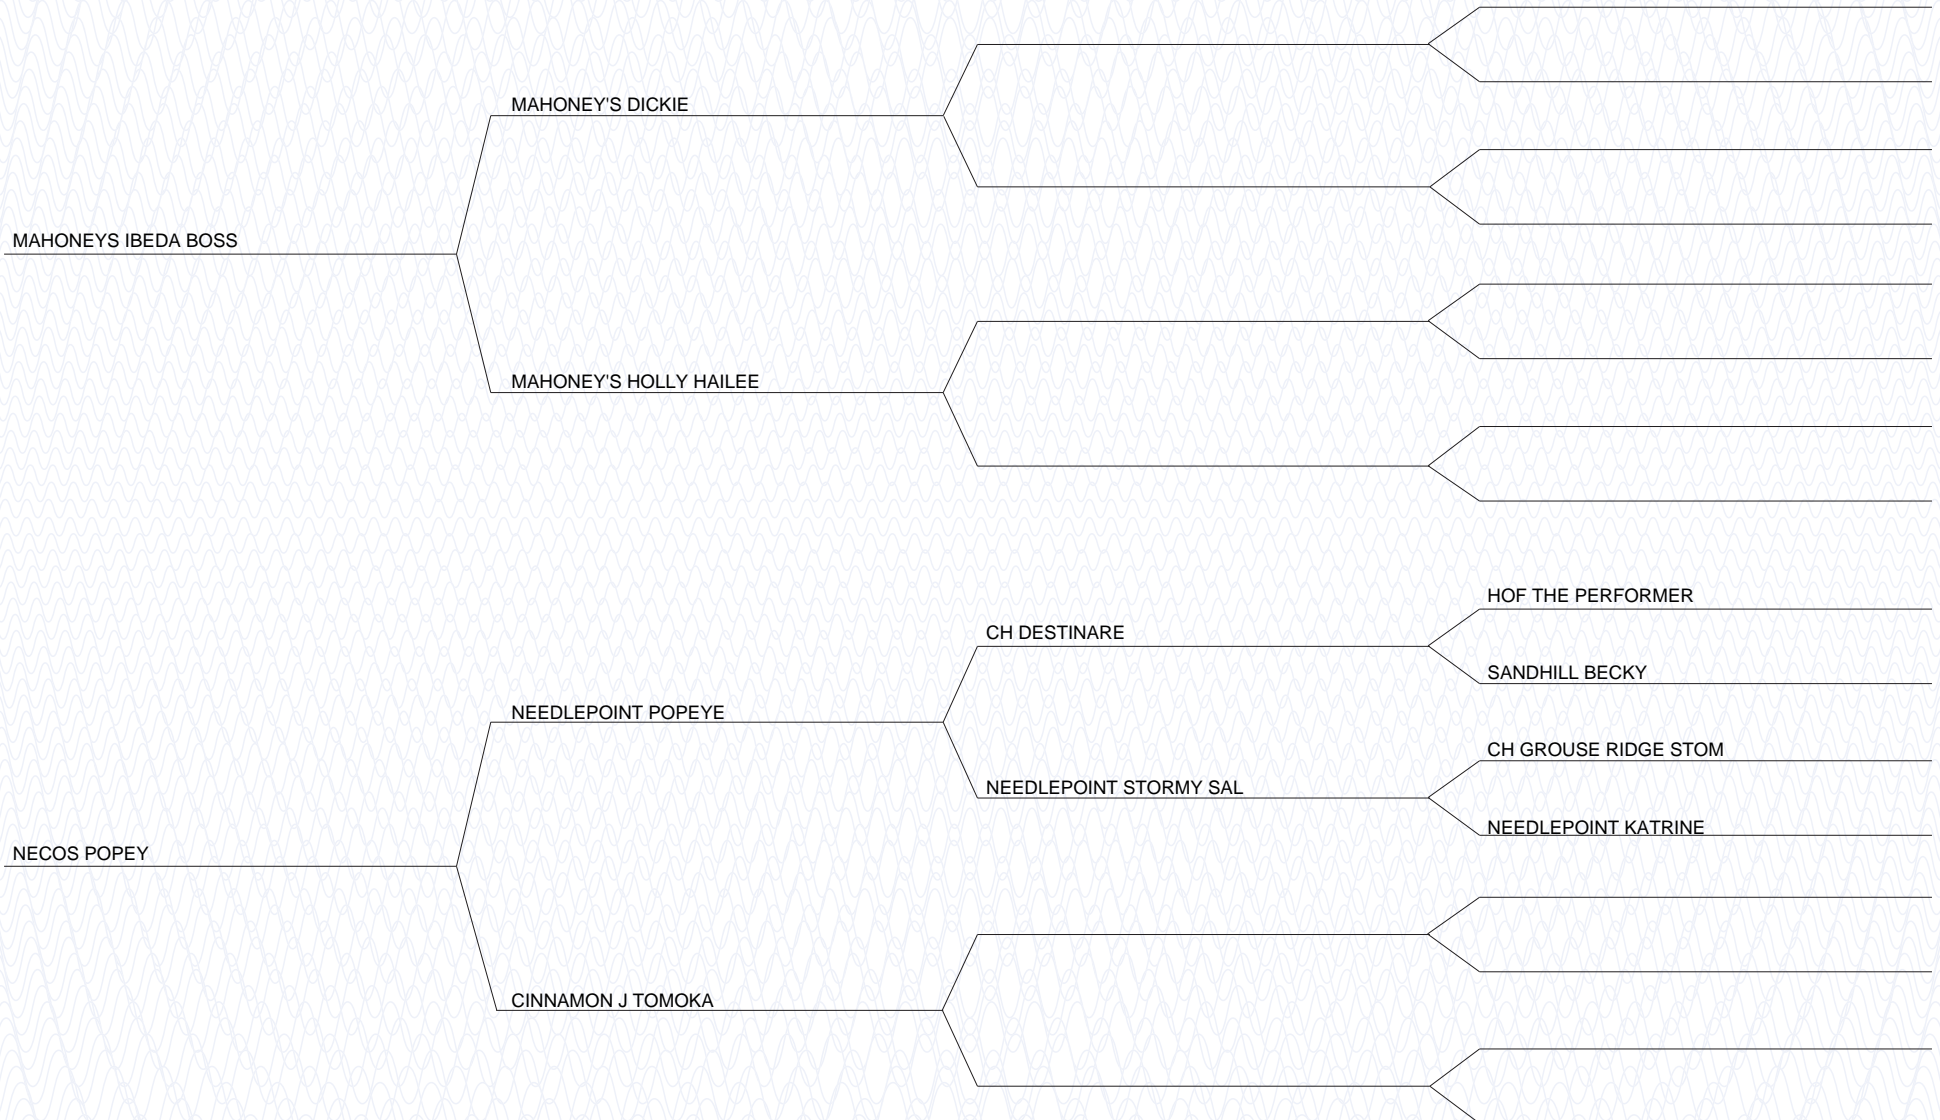 MAHONEY'S DICKIE
MAHONEYS IBEDA BOSS
MAHONEY'S HOLLY HAILEE
HOF THE PERFORMER
CH DESTINARE
SANDHILL BECKY
NEEDLEPOINT POPEYE
CH GROUSE RIDGE STOM
NEEDLEPOINT STORMY SAL
NEEDLEPOINT KATRINE
NECOS POPEY
CINNAMON J TOMOKA